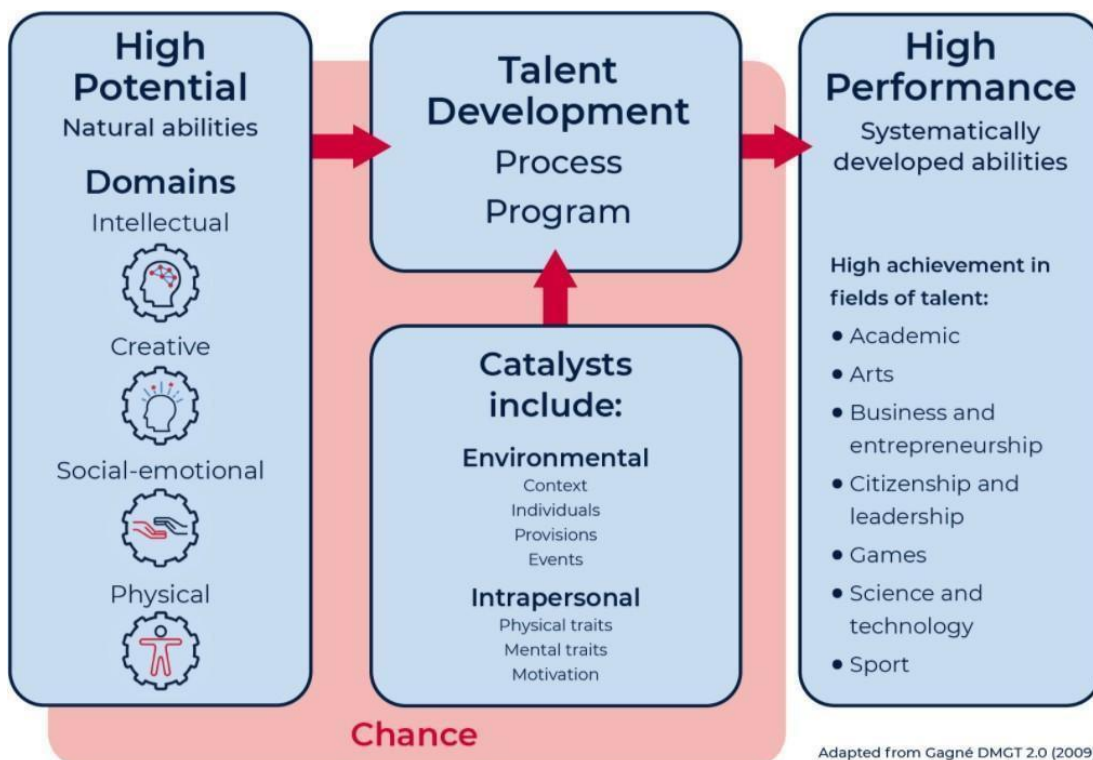 High
Potential
Natural abilities
Domains
Intellectual
Creative
Social-emotional
Physical
Talent
Development
Process
Program
Catalysts
include:
Environmental
Context
Individuals
Provisions
Events
Intrapersonal
Physical traits
Mental traits
Motivation
Chance
High
Performance
Systematically
developed abilities
High achievement in
fields of talent:
• Academic
• Arts
• Business and
entrepreneurship
• Citizenship and
leadership
• Games
• Science and
technology
• Sport
Adapted from Gagné DMGT 2.0 (2009)